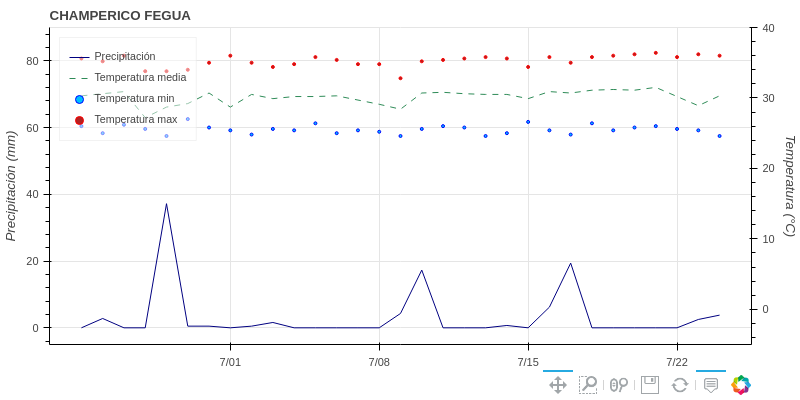 CHAMPERICO FEGUA
Precipitación
Temperatura media
Temperatura min
Temperatura max
Precipitación (mm)
80
60
40
20
0
Temperatura (°C)
40
30
20
10
0
7/01
7/08
7/15
7/22